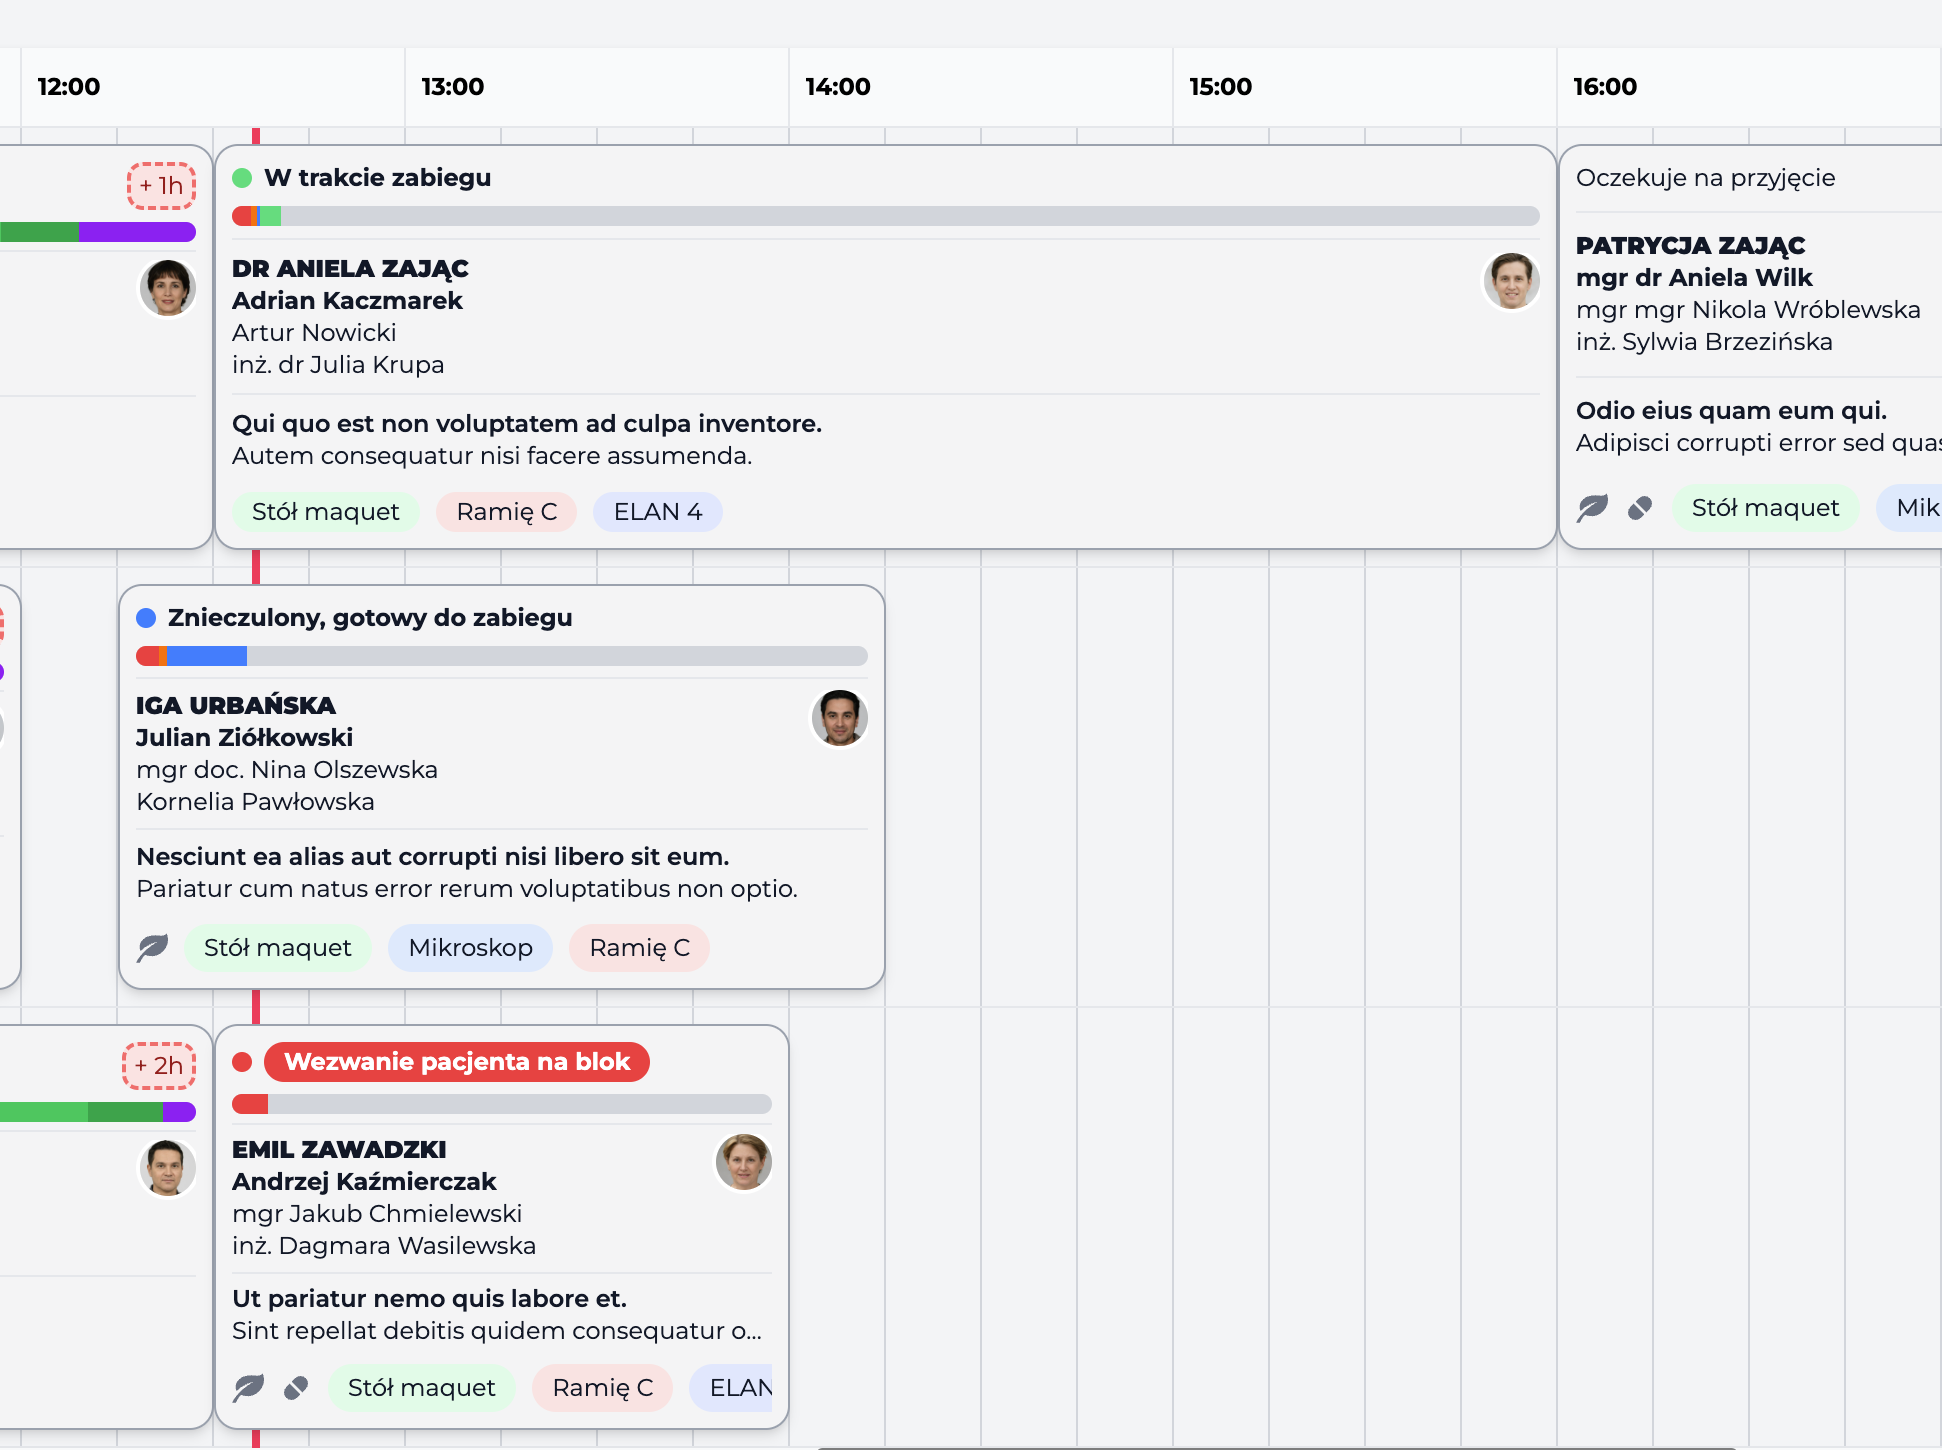 12:00
13:00
14:00
15:00
16:00
+ 1h
W trakcie zabiegu
DR ANIELA ZAJĄC
Adrian Kaczmarek
Artur Nowicki
inż. dr Julia Krupa
Qui quo est non voluptatem ad culpa inventore.
Autem consequatur nisi facere assumenda.
Stół maquet
Ramię C
ELAN 4
Oczekuje na przyjęcie
PATRYCJA ZAJĄC
mgr dr Aniela Wilk
mgr mgr Nikola Wróblewska
inż. Sylwia Brzezińska
Odio eius quam eum qui.
Adipisci corrupti error sed quas
Stół maquet
Mik
Znieczulony, gotowy do zabiegu
IGA URBAŃSKA
Julian Ziółkowski
mgr doc. Nina Olszewska
Kornelia Pawłowska
Nesciunt ea alias aut corrupti nisi libero sit eum.
Pariatur cum natus error rerum voluptatibus non optio.
Stół maquet
Mikroskop
Ramię C
+ 2h
Wezwanie pacjenta na blok
EMIL ZAWADZKI
Andrzej Kaźmierczak
mgr Jakub Chmielewski
inż. Dagmara Wasilewska
Ut pariatur nemo quis labore et.
Sint repellat debitis quidem consequatur o...
Stół maquet
Ramię C
ELAN